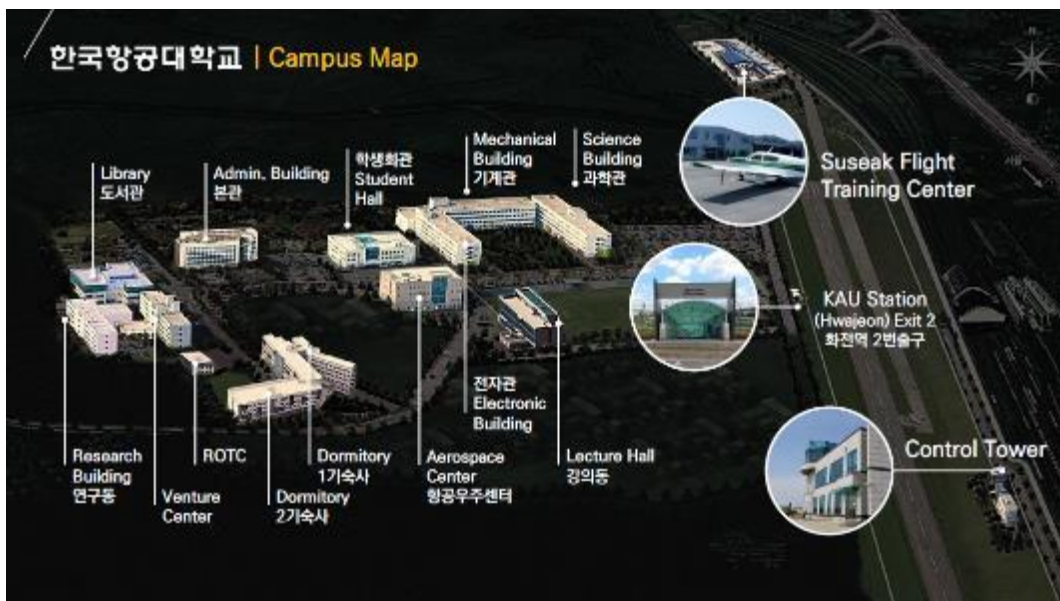 한국항공대학교 | Campus Map
Library
도서관
Admin. Building
본관
학생회관
Student
Hall
Mechanical
Building
기계관
Science
Building
과학관
Suseak Flight
Training Center
KAU Station
(Hwajeon) Exit 2
화전역 2번출구
전자관
Electronic
Building
Research
Building
연구동
Venture
Center
ROTC
Dormitory
2기숙사
Dormitory
1기숙사
Aerospace
Center
항공우주센터
Lecture Hall
강의동
Control Tower